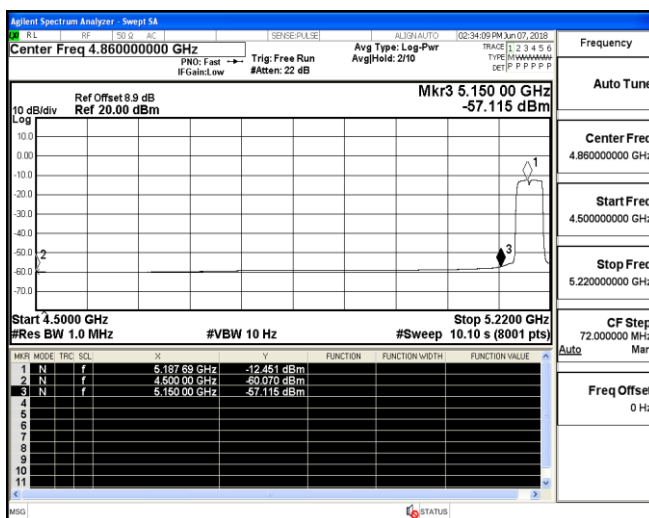 Agilent Spectrum Analyzer - Swept SA
RL RF 50 Ω AC SENSE:PULSE ALIGN AUTO 02:34:09 PM Jun 07, 2018
Center Freq 4.860000000 GHz
PNO: Fast
IFGain:Low
Trig: Free Run
#Atten: 22 dB
Avg Type: Log-Pwr
Avg|Hold: 2/10
TRACE 1 2 3 4 5 6
TYPE MWWWWW
DET P P P P P P
Mkr3 5.150 00 GHz
-57.115 dBm
Ref Offset 8.9 dB
10 dB/div Ref 20.00 dBm
Log
10.0
0.00
-10.0
-20.0
-30.0
-40.0
-50.0
-60.0
-70.0
1
2
3
Start 4.5000 GHz Stop 5.2200 GHz
#Res BW 1.0 MHz #VBW 10 Hz #Sweep 10.10 s (8001 pts)
MKR MODE TRC SCL X Y FUNCTION FUNCTION WIDTH FUNCTION VALUE
1 N f 5.187 69 GHz -12.451 dBm
2 N f 4.500 00 GHz -60.070 dBm
3 N f 5.150 00 GHz -57.115 dBm
4
5
6
7
8
9
10
11
MSG STATUS
Frequency
Auto Tune
Center Freq
4.860000000 GHz
Start Freq
4.500000000 GHz
Stop Freq
5.220000000 GHz
CF Step
72.000000 MHz
Auto Man
Freq Offset
0 Hz